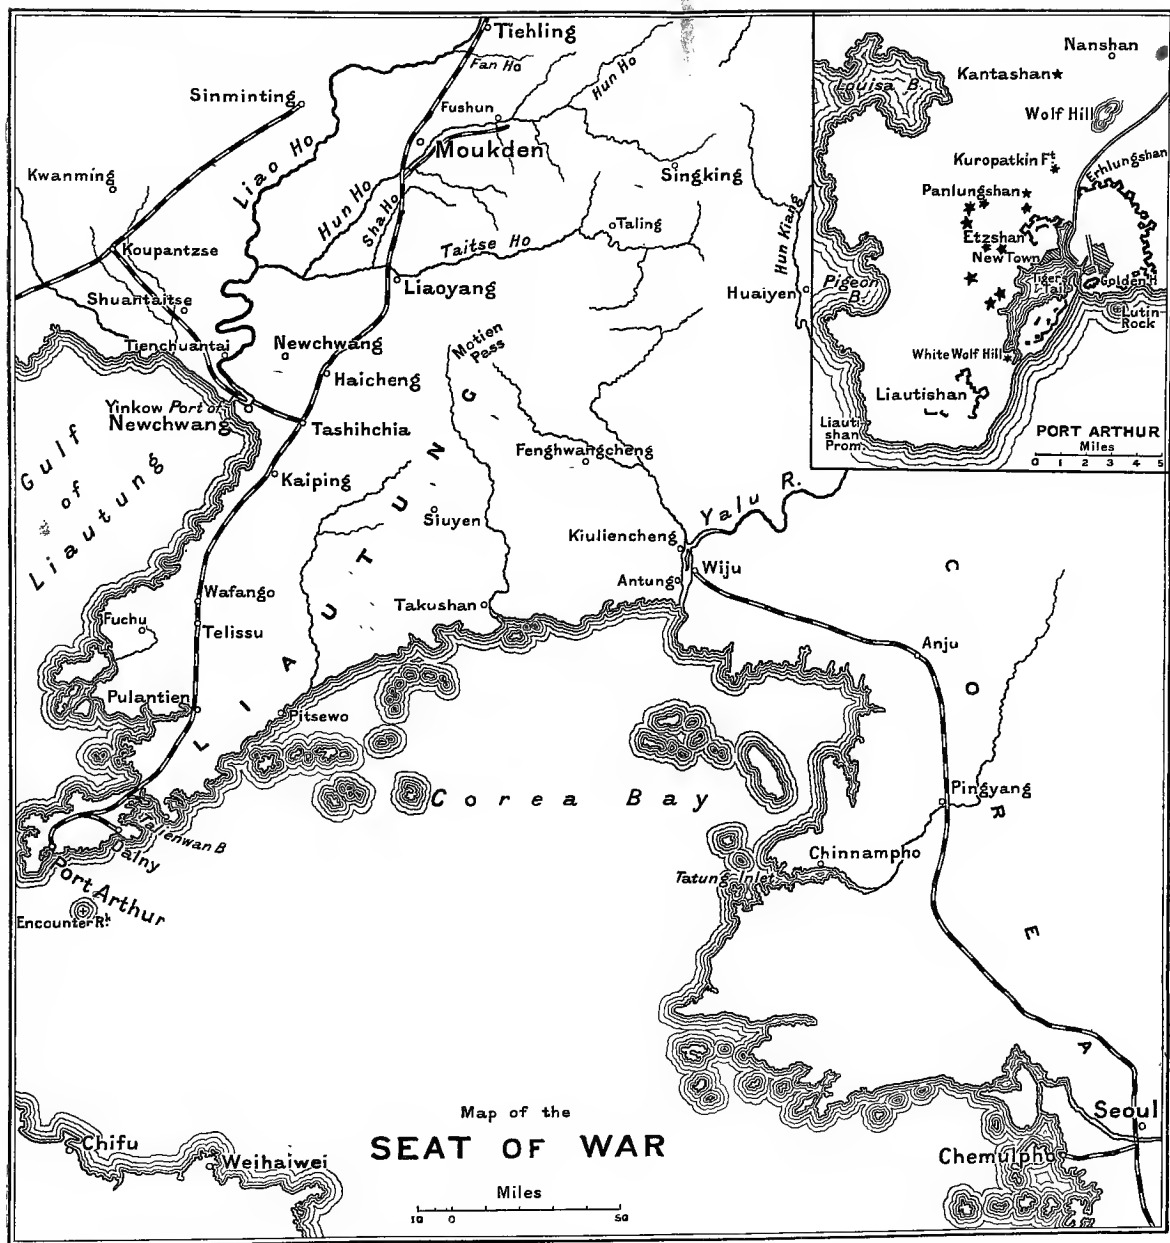 Tiehling
Fan Ho
Hun Ho
Sinminting
Fushun
Moukden
Liao Ho
Kwanming
Hun Ho
Sha Ho
Singking
Taling
Taitse Ho
Hun Kiang
Koupantzse
Liaoyang
Huaiyen
Shuantaitse
Tienchuantai
Newchwang
Motien
Pass
Haicheng
Yinkow Port of
Newchwang
Tashihchia
Gulf
of
Liautung
Kaiping
Fenghwangcheng
Siuyen
Yalu R.
Kiuliencheng
Wiju
Antung
Takushan
Wafango
Fuchu
Telissu
Anju
LIAUTUNG
Pulantien
Pitsewo
Corea Bay
Pingyang
Talienwan B
Dalny
Port Arthur
Chinnampho
Tatung Inlet
Encounter Rk.
COREA
Seoul
Chemulpho
Chifu
Weihaiwei
Map of the
SEAT OF WAR
Miles
10 0 50
Nanshan
Louisa B.
Kantashan
Wolf Hill
Kuropatkin Ft.
Erhlungshan
Panlungshan
Etzshan
New Town
Pigeon
B.
Tiger
Tail
Golden H.
Lutin
Rock
White Wolf Hill
Liautishan
Liauti
shan
Prom.
PORT ARTHUR
Miles
0 1 2 3 4 5